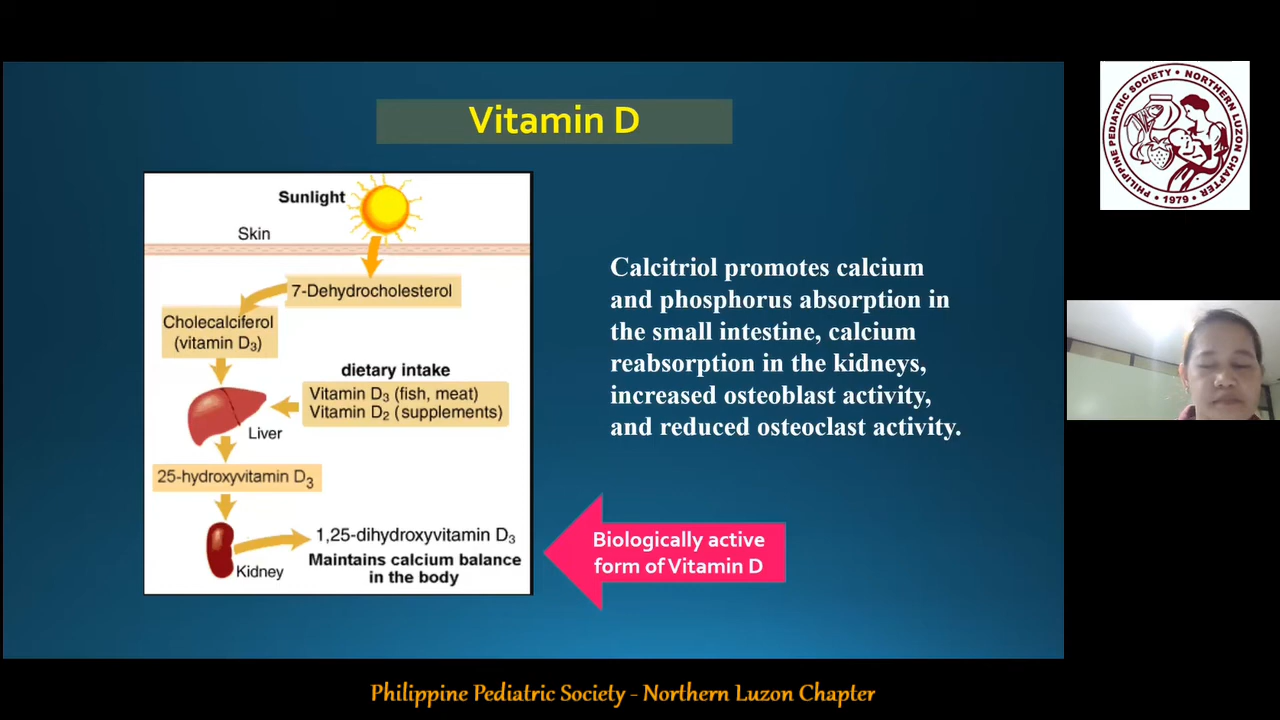 Vitamin D
Sunlight
Skin
7-Dehydrocholesterol
Cholecalciferol
(vitamin D₃)
dietary intake
Vitamin D₃ (fish, meat)
Vitamin D₂ (supplements)
Liver
25-hydroxyvitamin D₃
1,25-dihydroxyvitamin D₃
Kidney
Maintains calcium balance
in the body
Calcitriol promotes calcium
and phosphorus absorption in
the small intestine, calcium
reabsorption in the kidneys,
increased osteoblast activity,
and reduced osteoclast activity.
Biologically active
form of Vitamin D
PHILIPPINE PEDIATRIC SOCIETY • NORTHERN LUZON CHAPTER
• 1979 •
Philippine Pediatric Society - Northern Luzon Chapter